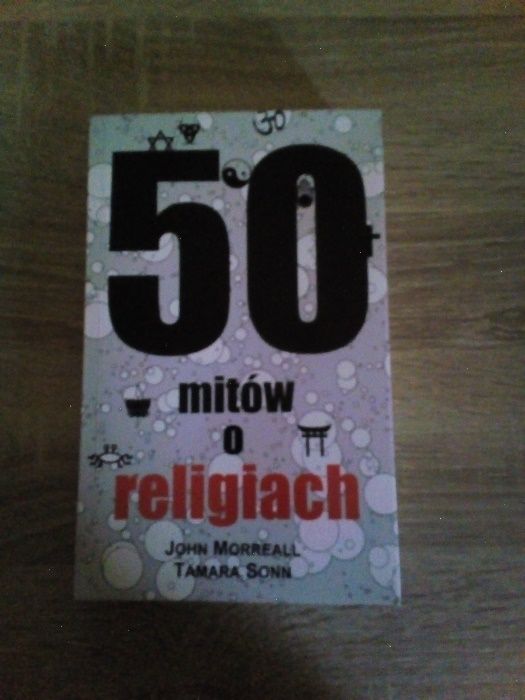 50
mitów
o
religiach
John Morreall
Tamara Sonn